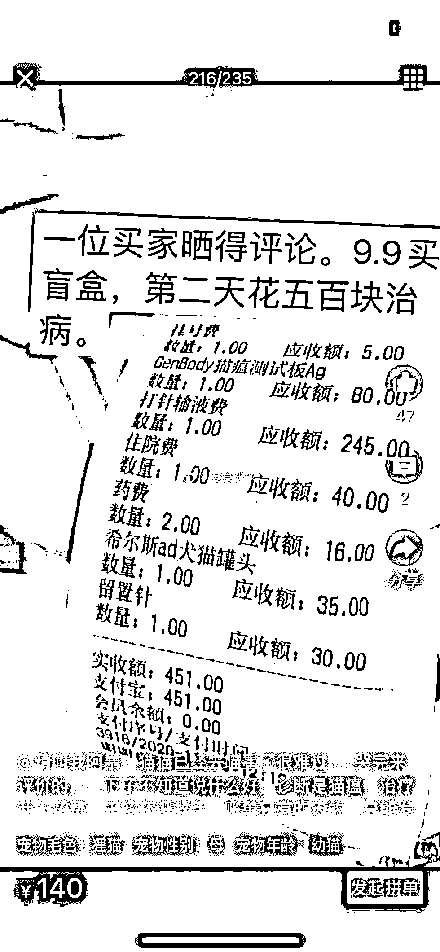 216/235
一位买家晒得评论。9.9买
盲盒，第二天花五百块治
病。
挂号费
数量：1.00 应收额：5.00
GenBody猫瘟测试板Ag
数量：1.00 应收额：80.00
打针输液费
数量：1.00 应收额：245.00
住院费
数量：1.00 应收额：40.00
药费
数量：2.00 应收额：16.00
希尔斯ad犬猫罐头
数量：1.00 应收额：35.00
留置针
数量：1.00 应收额：30.00
实收额：451.00
支付宝：451.00
会员余额：0.00
支付单号/支付时间
47
2
分享
宠物毛色 宠物性别 母 宠物年龄 幼猫
¥140
发起拼单